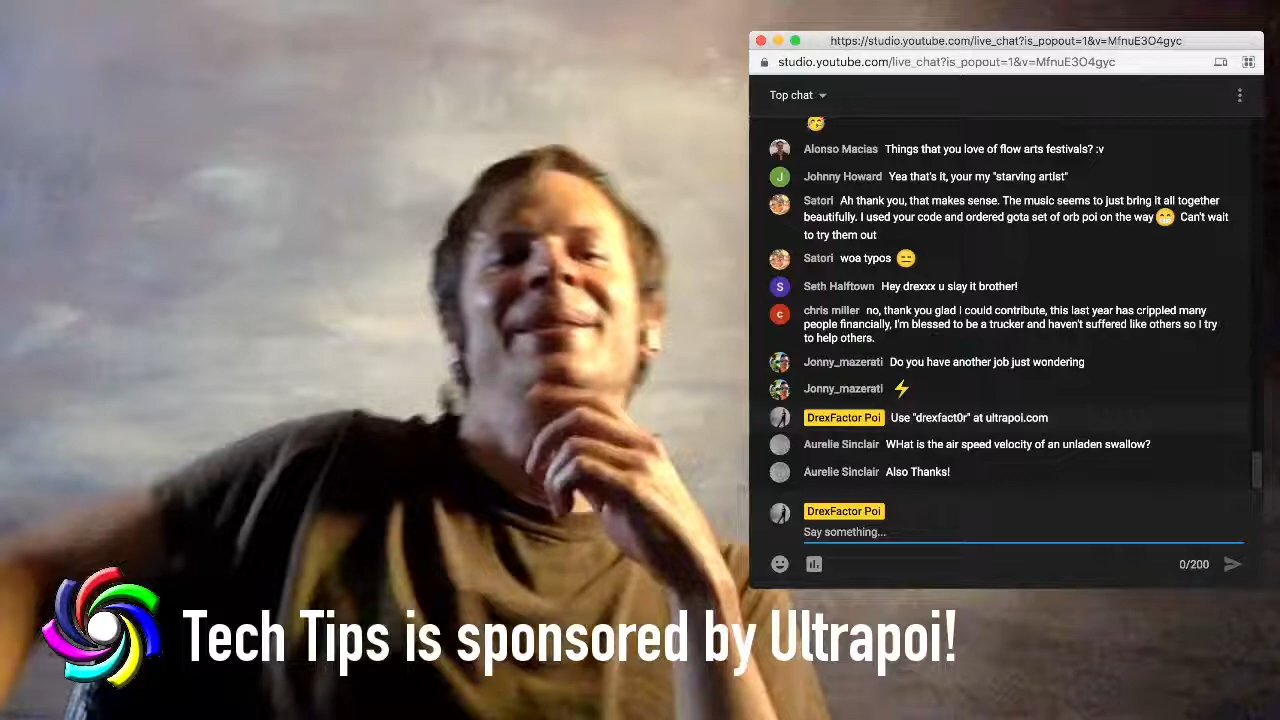 https://studio.youtube.com/live_chat?is_popout=1&v=MfnuE3O4gyc
studio.youtube.com/live_chat?is_popout=1&v=MfnuE3O4gyc
Top chat
Alonso Macias Things that you love of flow arts festivals? :v
J Johnny Howard Yea that's it, your my "starving artist"
Satori Ah thank you, that makes sense. The music seems to just bring it all together
beautifully. I used your code and ordered gota set of orb poi on the way😁 Can't wait
to try them out
Satori woa typos 😑
S Seth Halftown Hey drexxx u slay it brother!
c chris miller no, thank you glad I could contribute, this last year has crippled many
people financially, I'm blessed to be a trucker and haven't suffered like others so I try
to help others.
Jonny_mazerati Do you have another job just wondering
Jonny_mazerati ⚡
DrexFactor Poi Use "drexfact0r" at ultrapoi.com
Aurelie Sinclair WHat is the air speed velocity of an unladen swallow?
Aurelie Sinclair Also Thanks!
DrexFactor Poi
Say something...
0/200
Tech Tips is sponsored by Ultrapoi!